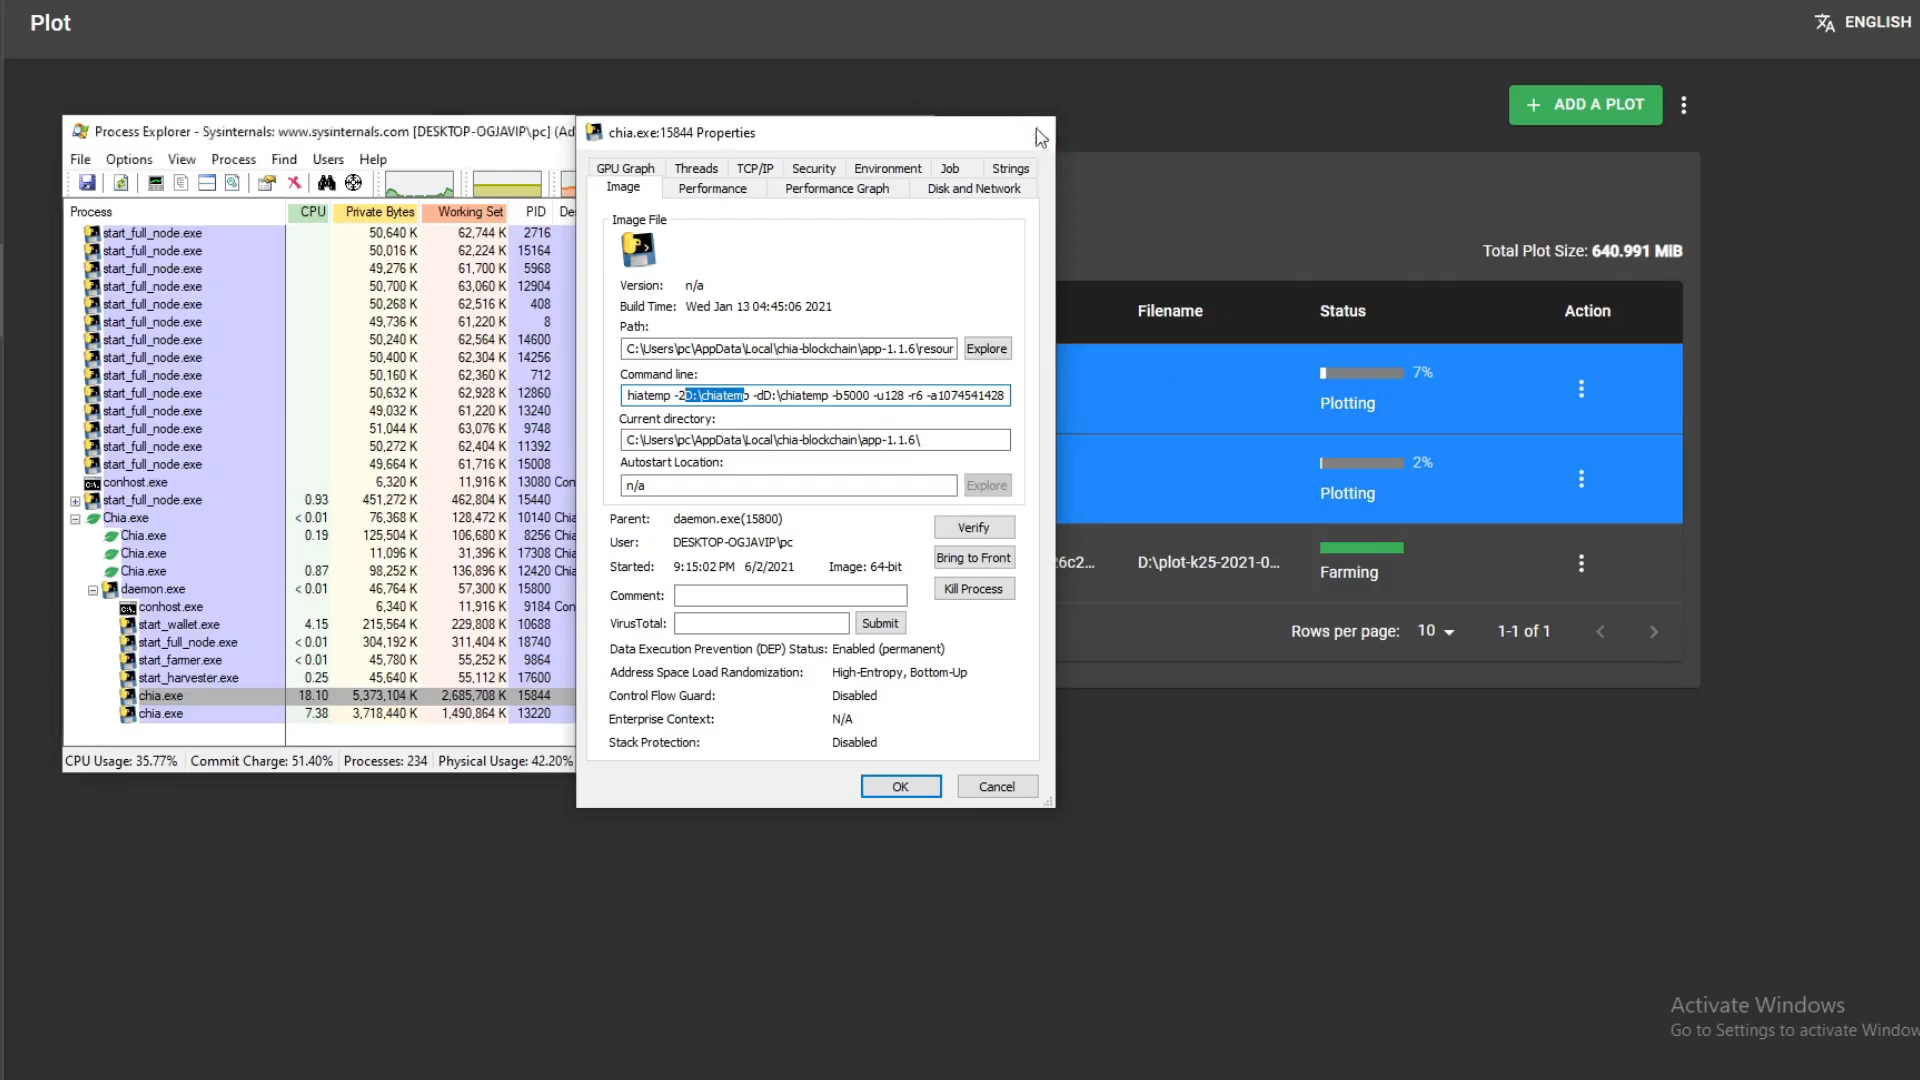 Plot
ENGLISH
ADD A PLOT
Process Explorer - Sysinternals: www.sysinternals.com [DESKTOP-OGJAVIP\pc] (Ad
File Options View Process Find Users Help
Process CPU Private Bytes Working Set PID De
start_full_node.exe 50,640 K 62,744 K 2716
start_full_node.exe 50,016 K 62,224 K 15164
start_full_node.exe 49,276 K 61,700 K 5968
start_full_node.exe 50,700 K 63,060 K 12904
start_full_node.exe 50,268 K 62,516 K 408
start_full_node.exe 49,736 K 61,220 K 8
start_full_node.exe 50,240 K 62,564 K 14600
start_full_node.exe 50,400 K 62,304 K 14256
start_full_node.exe 50,160 K 62,360 K 712
start_full_node.exe 50,632 K 62,928 K 12860
start_full_node.exe 49,032 K 61,220 K 13240
start_full_node.exe 51,044 K 63,076 K 9748
start_full_node.exe 50,272 K 62,404 K 11392
start_full_node.exe 49,664 K 61,716 K 15008
conhost.exe 6,320 K 11,916 K 13080 Con
start_full_node.exe 0.93 451,272 K 462,804 K 15440
Chia.exe < 0.01 76,368 K 128,472 K 10140 Chia
Chia.exe 0.19 125,504 K 106,680 K 8256 Chia
Chia.exe 11,096 K 31,396 K 17308 Chia
Chia.exe 0.87 98,252 K 136,896 K 12420 Chia
daemon.exe < 0.01 46,764 K 57,300 K 15800
conhost.exe 6,340 K 11,916 K 9184 Con
start_wallet.exe 4.15 215,564 K 229,808 K 10688
start_full_node.exe < 0.01 304,192 K 311,404 K 18740
start_farmer.exe < 0.01 45,780 K 55,252 K 9864
start_harvester.exe 0.25 45,640 K 55,112 K 17600
chia.exe 18.10 5,373,104 K 2,685,708 K 15844
chia.exe 7.38 3,718,440 K 1,490,864 K 13220
CPU Usage: 35.77% Commit Charge: 51.40% Processes: 234 Physical Usage: 42.20%
chia.exe:15844 Properties
GPU Graph Threads TCP/IP Security Environment Job Strings
Image Performance Performance Graph Disk and Network
Image File
Version: n/a
Build Time: Wed Jan 13 04:45:06 2021
Path:
C:\Users\pc\AppData\Local\chia-blockchain\app-1.1.6\resour Explore
Command line:
hiatemp -2D:\chiatemp -dD:\chiatemp -b5000 -u128 -r6 -a1074541428
Current directory:
C:\Users\pc\AppData\Local\chia-blockchain\app-1.1.6\
Autostart Location:
n/a Explore
Parent: daemon.exe(15800) Verify
User: DESKTOP-OGJAVIP\pc
Bring to Front
Started: 9:15:02 PM 6/2/2021 Image: 64-bit
Comment: Kill Process
VirusTotal: Submit
Data Execution Prevention (DEP) Status: Enabled (permanent)
Address Space Load Randomization: High-Entropy, Bottom-Up
Control Flow Guard: Disabled
Enterprise Context: N/A
Stack Protection: Disabled
OK Cancel
Total Plot Size: 640.991 MiB
Filename Status Action
7%
Plotting
2%
Plotting
6c2... D:\plot-k25-2021-0...
Farming
Rows per page: 10 1-1 of 1
Activate Windows
Go to Settings to activate Window